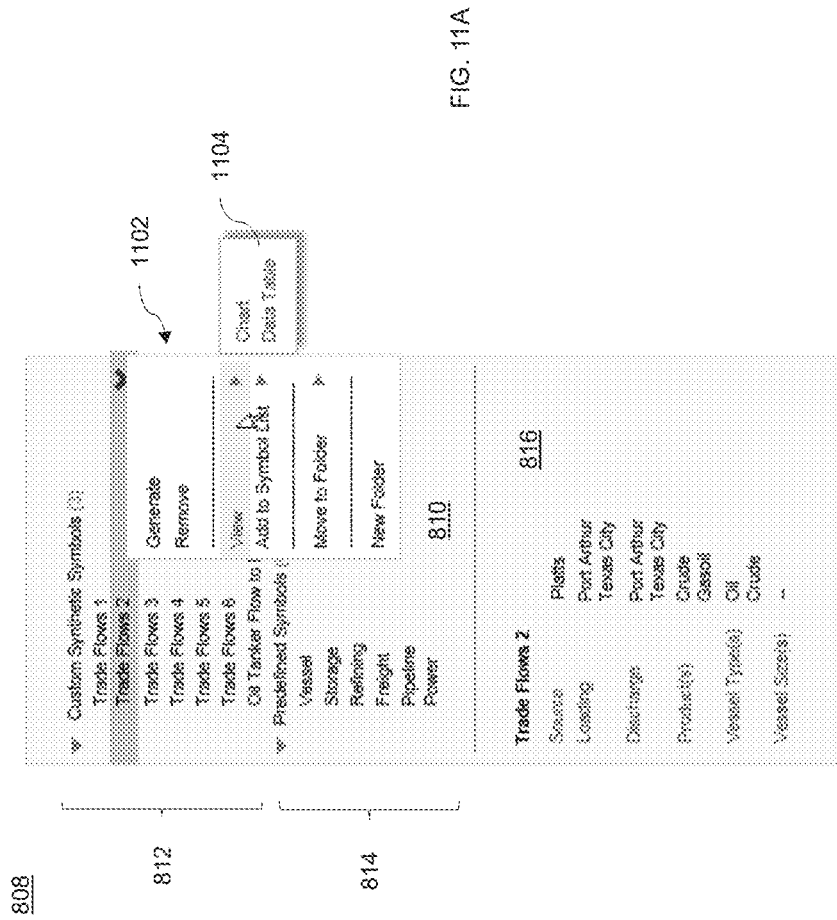 808
812
814
▼ Custom Synthetic Symbols (3)
Trade Flows 1
Trade Flows 2
Trade Flows 3
Trade Flows 4
Trade Flows 5
Trade Flows 6
Oil Tanker Flow to
▼ Predefined Symbols (
Vessel
Storage
Refining
Freight
Pipeline
Power
810
1102
Generate
Remove
View
Add to Symbol List
Move to Folder
New Folder
1104
Chart
Data Table
816
Trade Flows 2
Source Platts
Loading Port Arthur
Texas City
Discharge Port Arthur
Texas City
Product(s) Crude
Gasoil
Vessel Type(s) Oil
Crude
Vessel Size(s) --
FIG. 11A